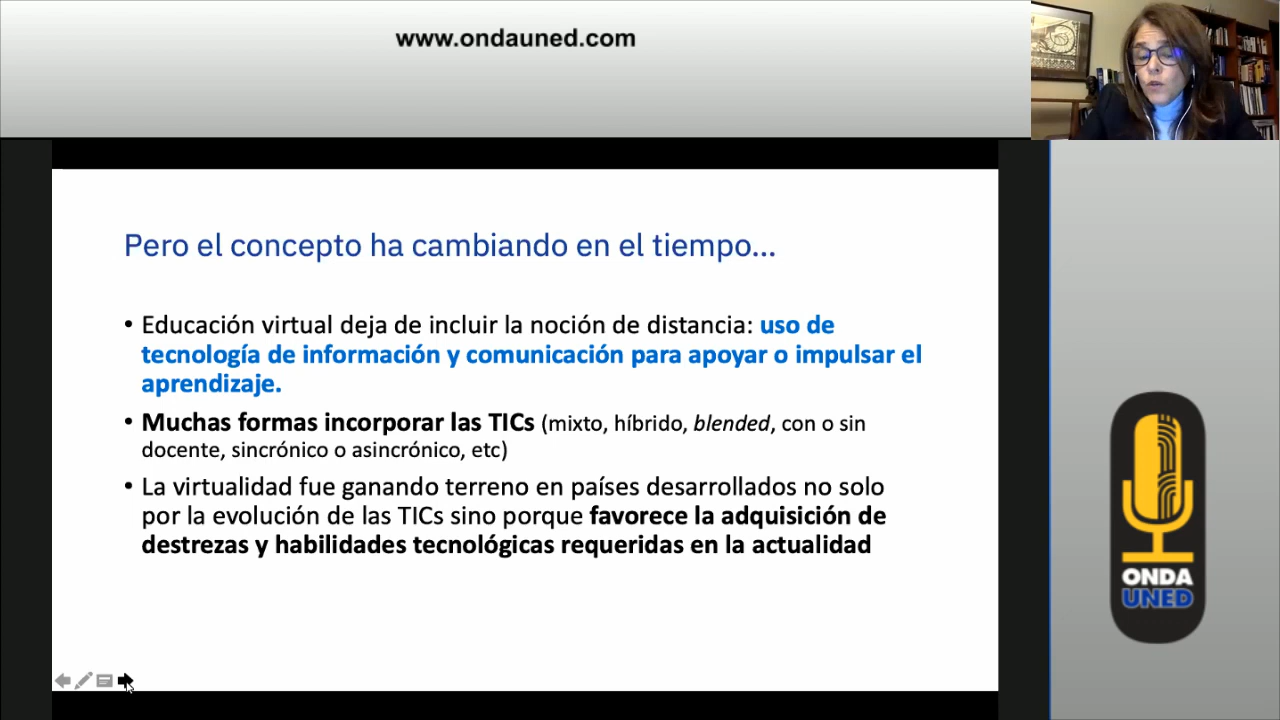 www.ondauned.com
Pero el concepto ha cambiando en el tiempo...
• Educación virtual deja de incluir la noción de distancia: uso de
tecnología de información y comunicación para apoyar o impulsar el
aprendizaje.
• Muchas formas incorporar las TICs (mixto, híbrido, blended, con o sin
docente, sincrónico o asincrónico, etc)
• La virtualidad fue ganando terreno en países desarrollados no solo
por la evolución de las TICs sino porque favorece la adquisición de
destrezas y habilidades tecnológicas requeridas en la actualidad
ONDA
UNED